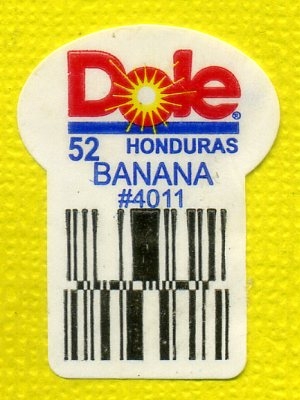 Dole®
52 HONDURAS
BANANA
#4011